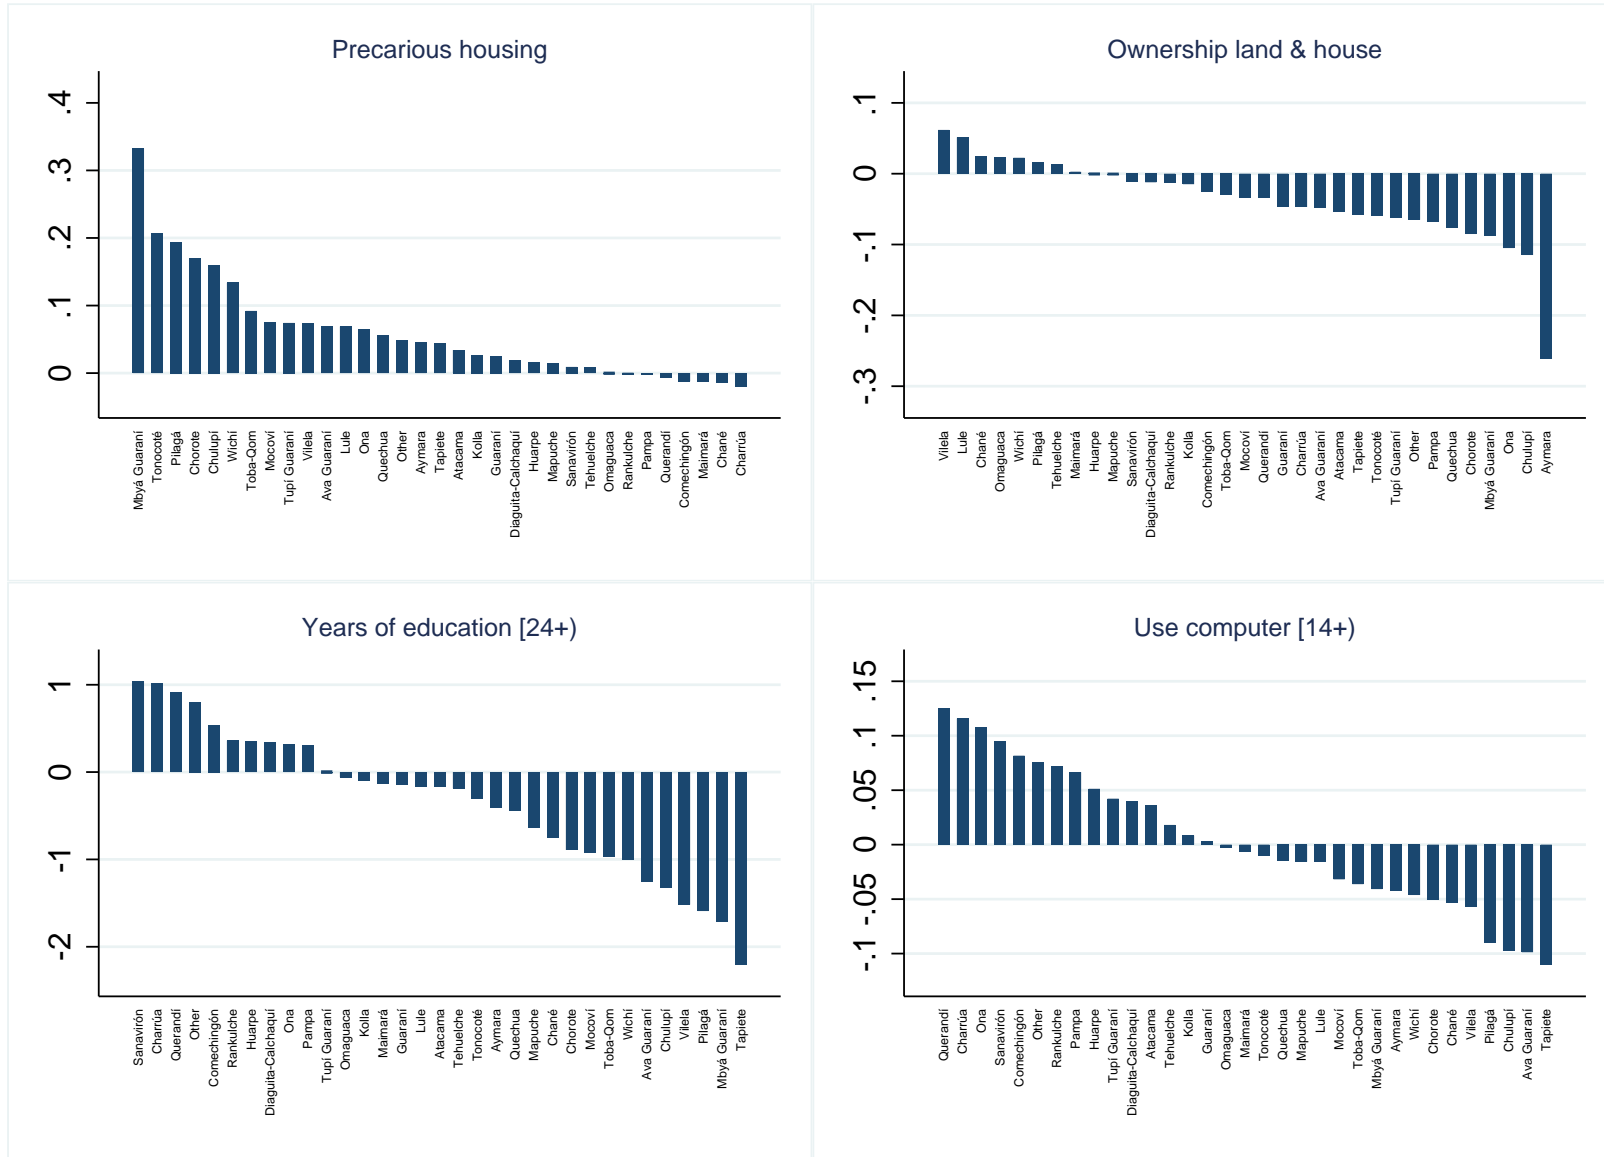 Precarious housing
.4
.3
.2
.1
0
Mbyá Guaraní
Tonocoté
Pilagá
Chorote
Chulupí
Wichí
Toba-Qom
Mocoví
Tupí Guaraní
Vilela
Ava Guaraní
Lule
Ona
Quechua
Other
Aymara
Tapiete
Atacama
Kolla
Guaraní
Diaguita-Calchaquí
Huarpe
Mapuche
Sanavirón
Tehuelche
Omaguaca
Rankulche
Pampa
Querandí
Comechingón
Maimará
Chané
Charrúa
Ownership land & house
.1
0
-.1
-.2
-.3
Vilela
Lule
Chané
Omaguaca
Wichí
Pilagá
Tehuelche
Maimará
Huarpe
Mapuche
Sanavirón
Diaguita-Calchaquí
Rankulche
Kolla
Comechingón
Toba-Qom
Mocoví
Querandí
Guaraní
Charrúa
Ava Guaraní
Atacama
Tapiete
Tonocoté
Tupí Guaraní
Other
Pampa
Quechua
Chorote
Mbyá Guaraní
Ona
Chulupí
Aymara
Years of education [24+)
1
0
-1
-2
Sanavirón
Charrúa
Querandí
Other
Comechingón
Rankulche
Huarpe
Diaguita-Calchaquí
Ona
Pampa
Tupí Guaraní
Omaguaca
Kolla
Maimará
Guaraní
Lule
Atacama
Tehuelche
Tonocoté
Aymara
Quechua
Mapuche
Chané
Chorote
Mocoví
Toba-Qom
Wichí
Ava Guaraní
Chulupí
Vilela
Pilagá
Mbyá Guaraní
Tapiete
Use computer [14+)
.15
.1
.05
0
-.05
-.1
Querandí
Charrúa
Ona
Sanavirón
Comechingón
Other
Rankulche
Pampa
Huarpe
Tupí Guaraní
Diaguita-Calchaquí
Atacama
Tehuelche
Kolla
Guaraní
Omaguaca
Maimará
Tonocoté
Quechua
Mapuche
Lule
Mocoví
Toba-Qom
Mbyá Guaraní
Aymara
Wichí
Chorote
Chané
Vilela
Pilagá
Chulupí
Ava Guaraní
Tapiete